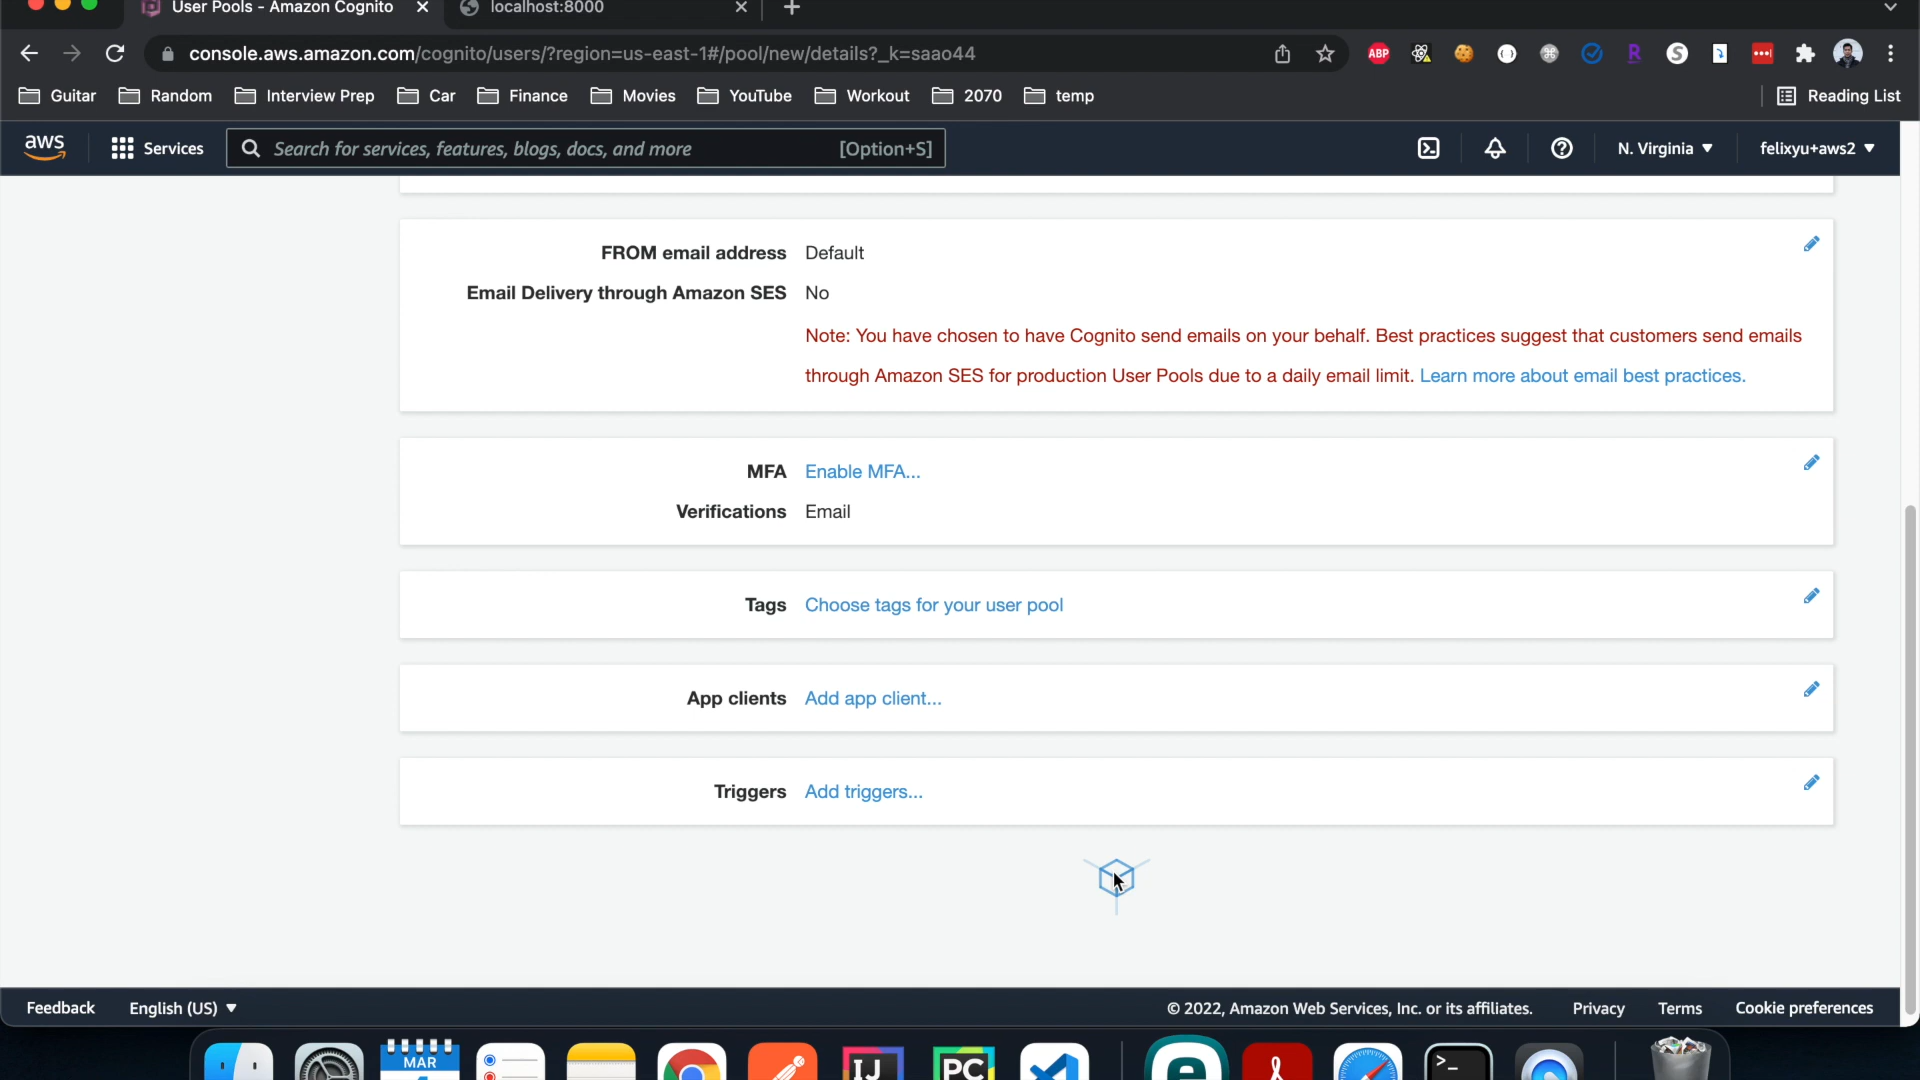 User Pools - Amazon Cognito
localhost:8000
console.aws.amazon.com/cognito/users/?region=us-east-1#/pool/new/details?_k=saao44
ABP
R
S
Guitar
Random
Interview Prep
Car
Finance
Movies
YouTube
Workout
2070
temp
Reading List
aws
Services
Search for services, features, blogs, docs, and more
[Option+S]
N. Virginia
felixyu+aws2
FROM email address Default
Email Delivery through Amazon SES No
Note: You have chosen to have Cognito send emails on your behalf. Best practices suggest that customers send emails
through Amazon SES for production User Pools due to a daily email limit. Learn more about email best practices.
MFA Enable MFA...
Verifications Email
Tags Choose tags for your user pool
App clients Add app client...
Triggers Add triggers...
Feedback
English (US)
© 2022, Amazon Web Services, Inc. or its affiliates.
Privacy
Terms
Cookie preferences
MAR
IJ
PC
e
>_